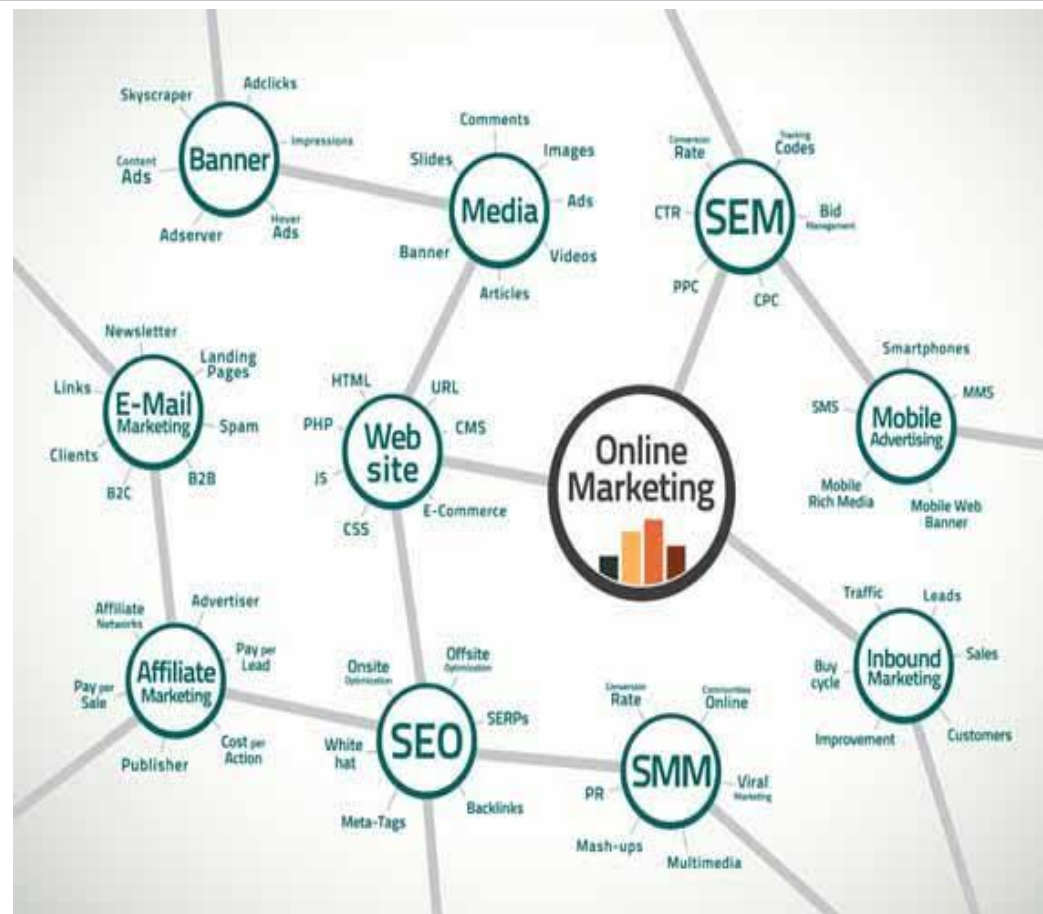 Skyscraper
Adclicks
Impressions
Content
Ads
Banner
Adserver
Hover
Ads
Comments
Slides
Images
Media
Ads
Banner
Videos
Articles
Conversion
Rate
Tracking
Codes
CTR
SEM
Bid
Management
PPC
CPC
Newsletter
Landing
Pages
Links
E-Mail
Marketing
Spam
Clients
B2C
B2B
HTML
URL
PHP
Web
site
CMS
JS
CSS
E-Commerce
Online
Marketing
Smartphones
MMS
SMS
Mobile
Advertising
Mobile
Rich Media
Mobile Web
Banner
Affiliate
Networks
Advertiser
Pay per
Lead
Affiliate
Marketing
Pay per
Sale
Publisher
Cost per
Action
Onsite
Optimization
Offsite
Optimization
SERPs
SEO
White
hat
Meta-Tags
Backlinks
Conversion
Rate
Communities
Online
SMM
PR
Viral
Marketing
Mash-ups
Multimedia
Traffic
Leads
Buy
cycle
Inbound
Marketing
Sales
Improvement
Customers